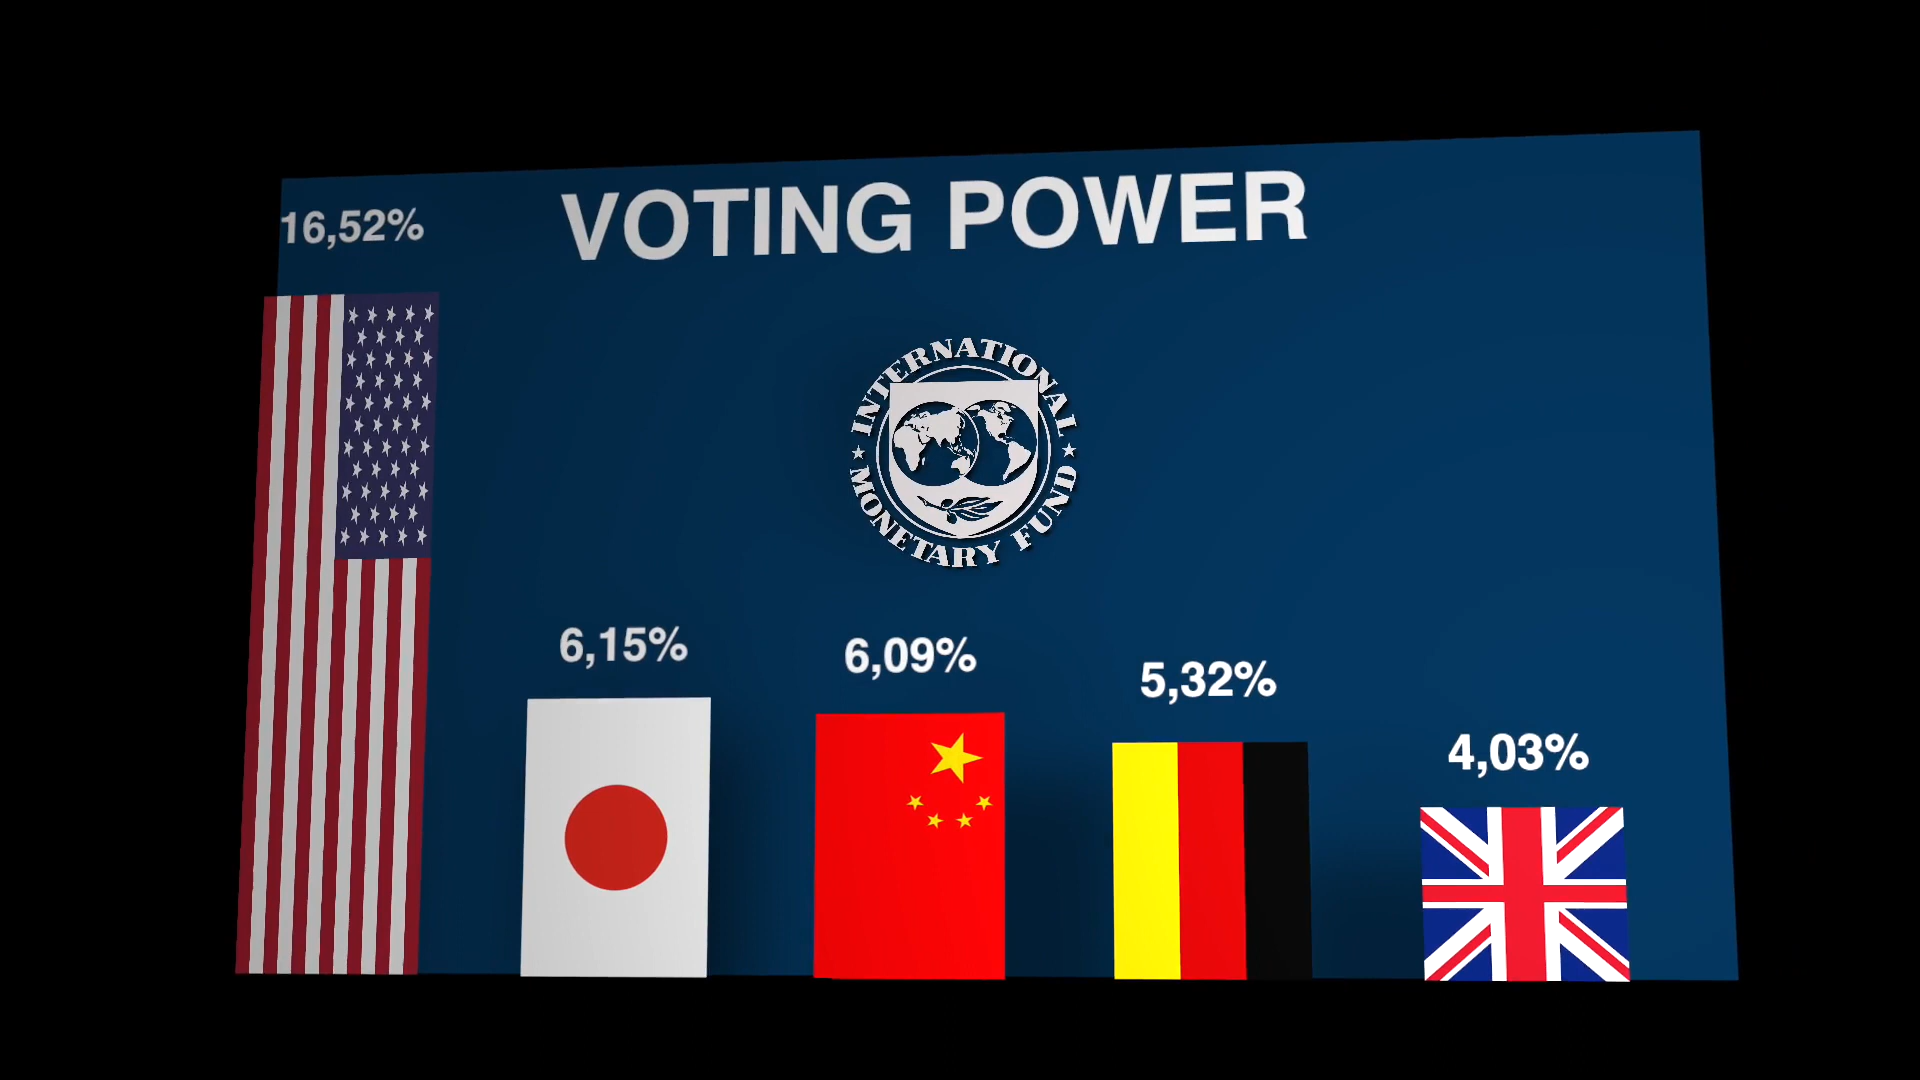 VOTING POWER
16,52%
INTERNATIONAL
MONETARY FUND
6,15%
6,09%
5,32%
4,03%